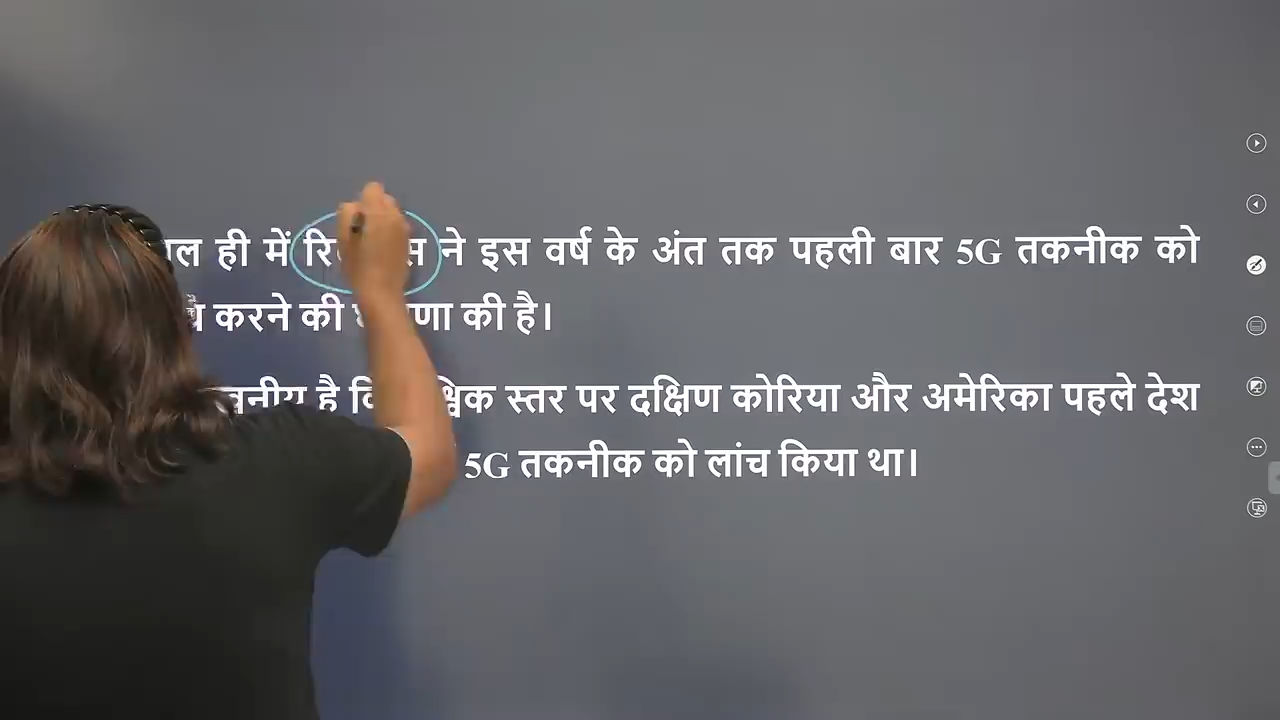 ही में ने इस वर्ष के अंत तक पहली बार 5G तकनीक को
करने की की है।
है स्तर पर दक्षिण कोरिया और अमेरिका पहले देश
5G तकनीक को लांच किया था।